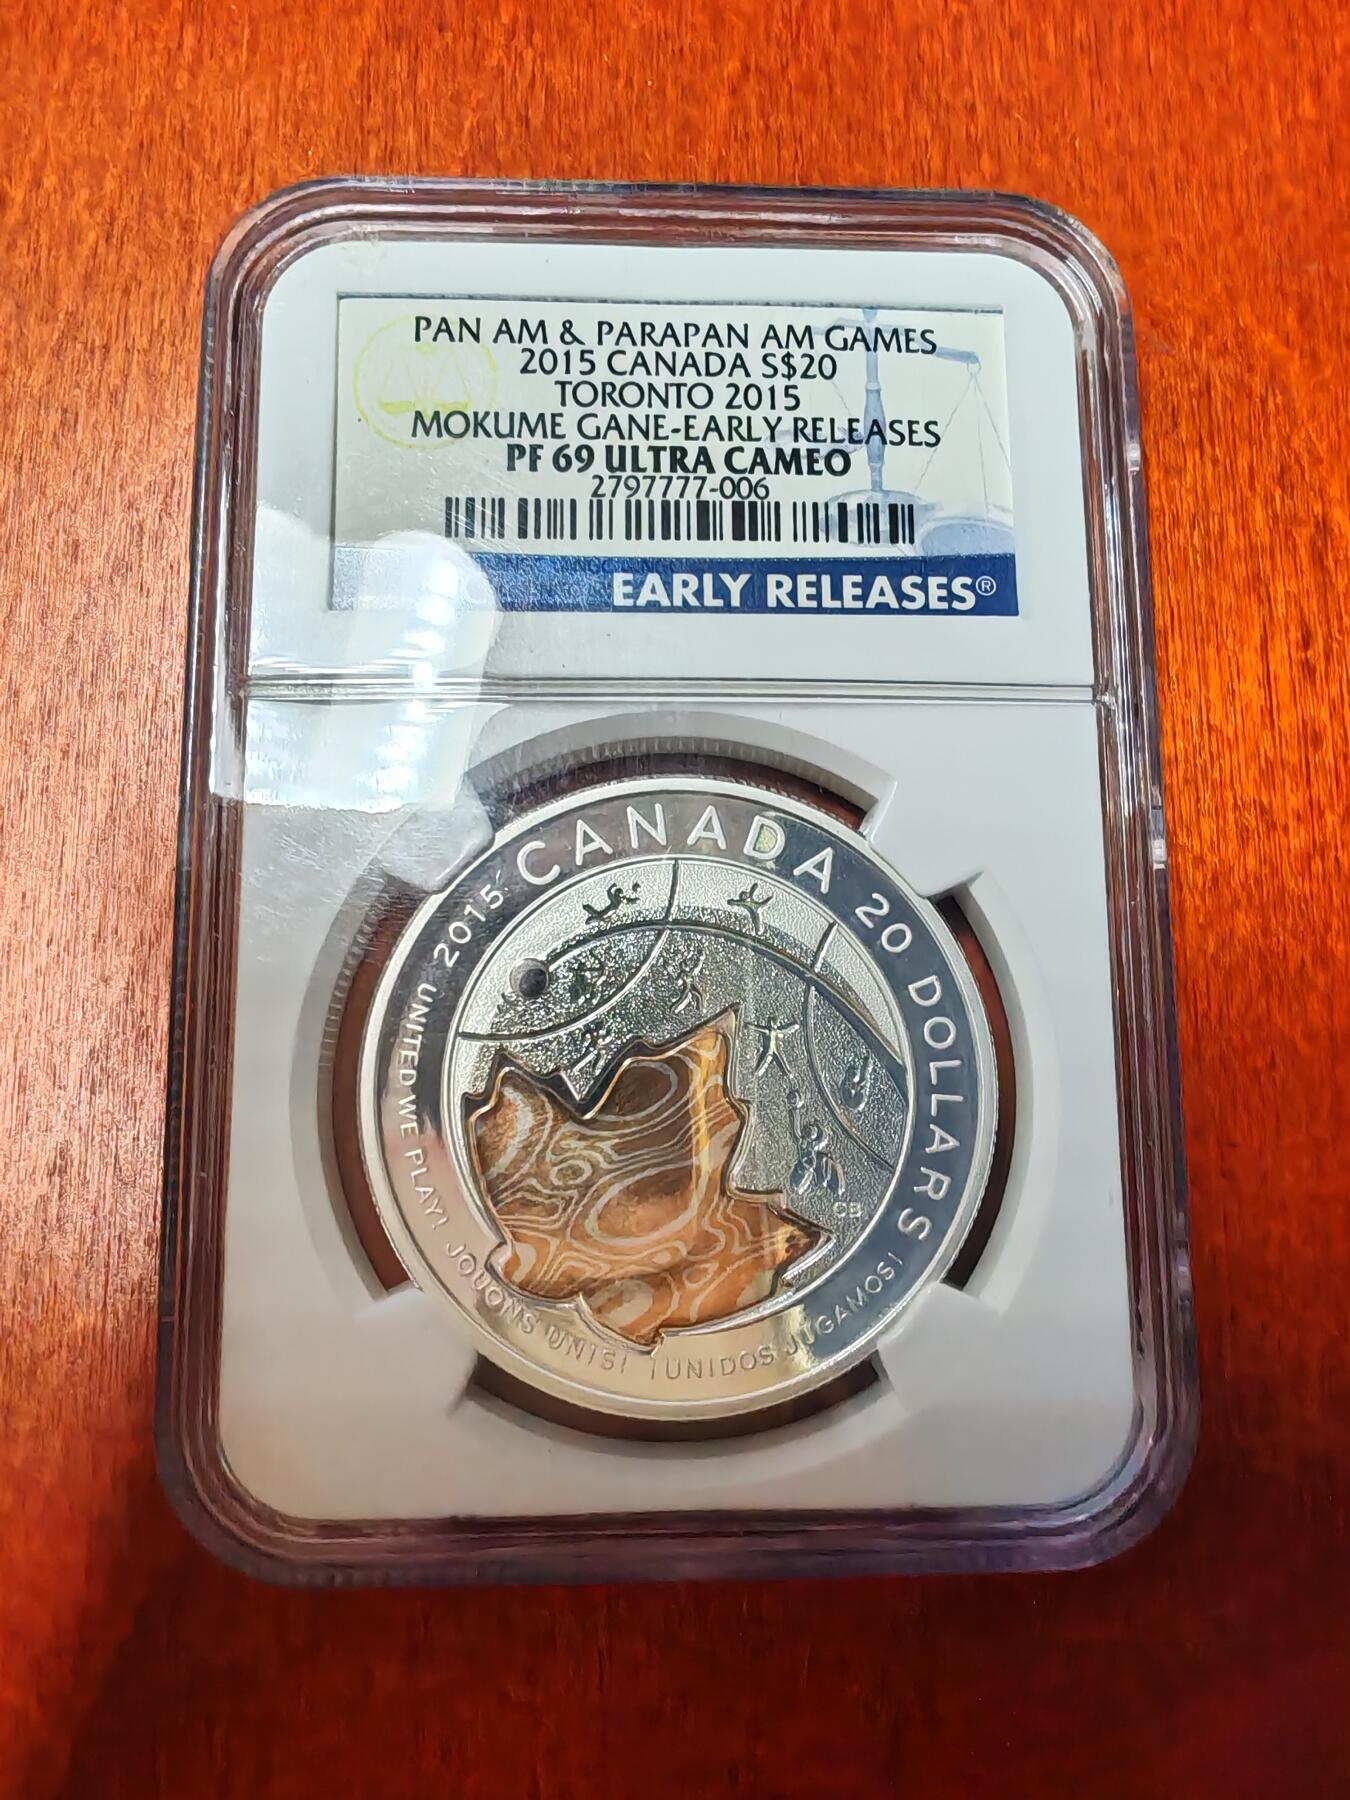 PAN AM & PARAPAN AM GAMES
2015 CANADA S$20
TORONTO 2015
MOKUME GANE-EARLY RELEASES
PF 69 ULTRA CAMEO
2797777-006
EARLY RELEASES®
2015 CANADA 20 DOLLARS
UNITED WE PLAY! JOUONS UNIS! ¡UNIDOS JUGAMOS!
CB